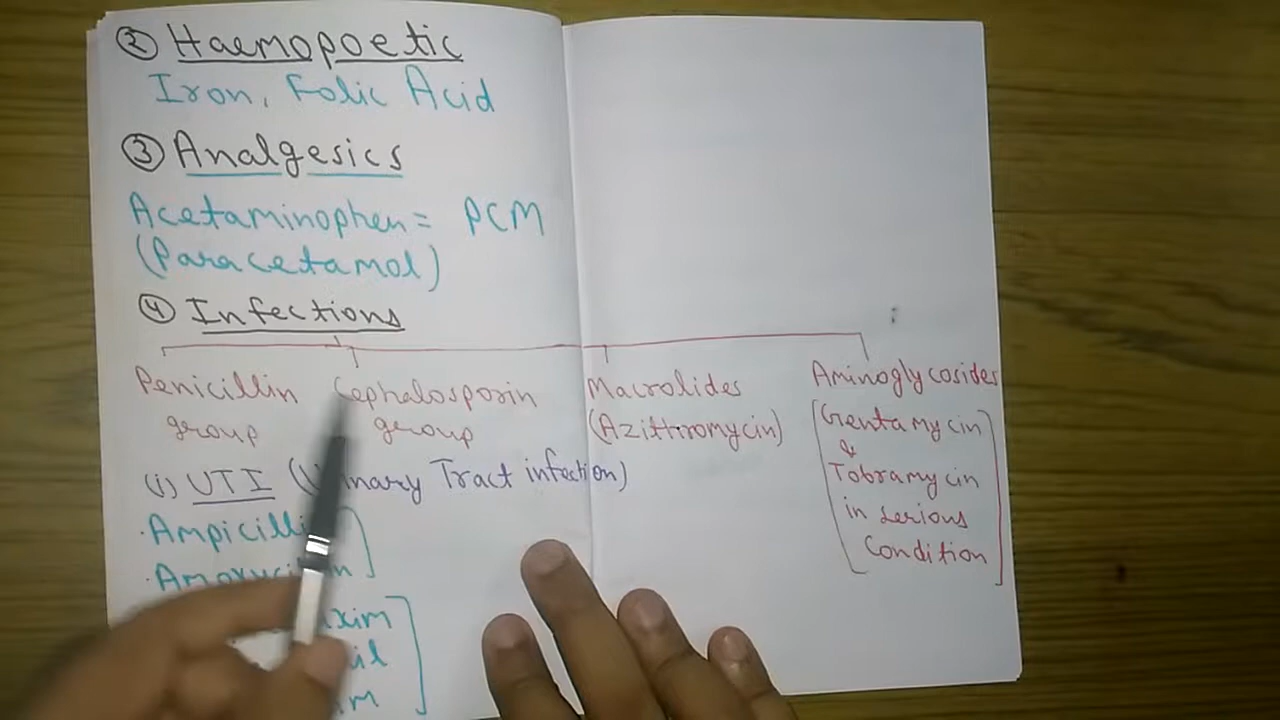 ② Haemopoetic
Iron, Folic Acid
③ Analgesics
Acetaminophen = PCM
(Paracetamol)
④ Infections
Penicillin group
Cephalosporin group
Macrolides
(Azithromycin)
Aminoglycosides
(Gentamycin
&
Tobramycin
in serious
Condition)
(i) UTI (Urinary Tract infection)
. Ampicillin
. Amoxycillin